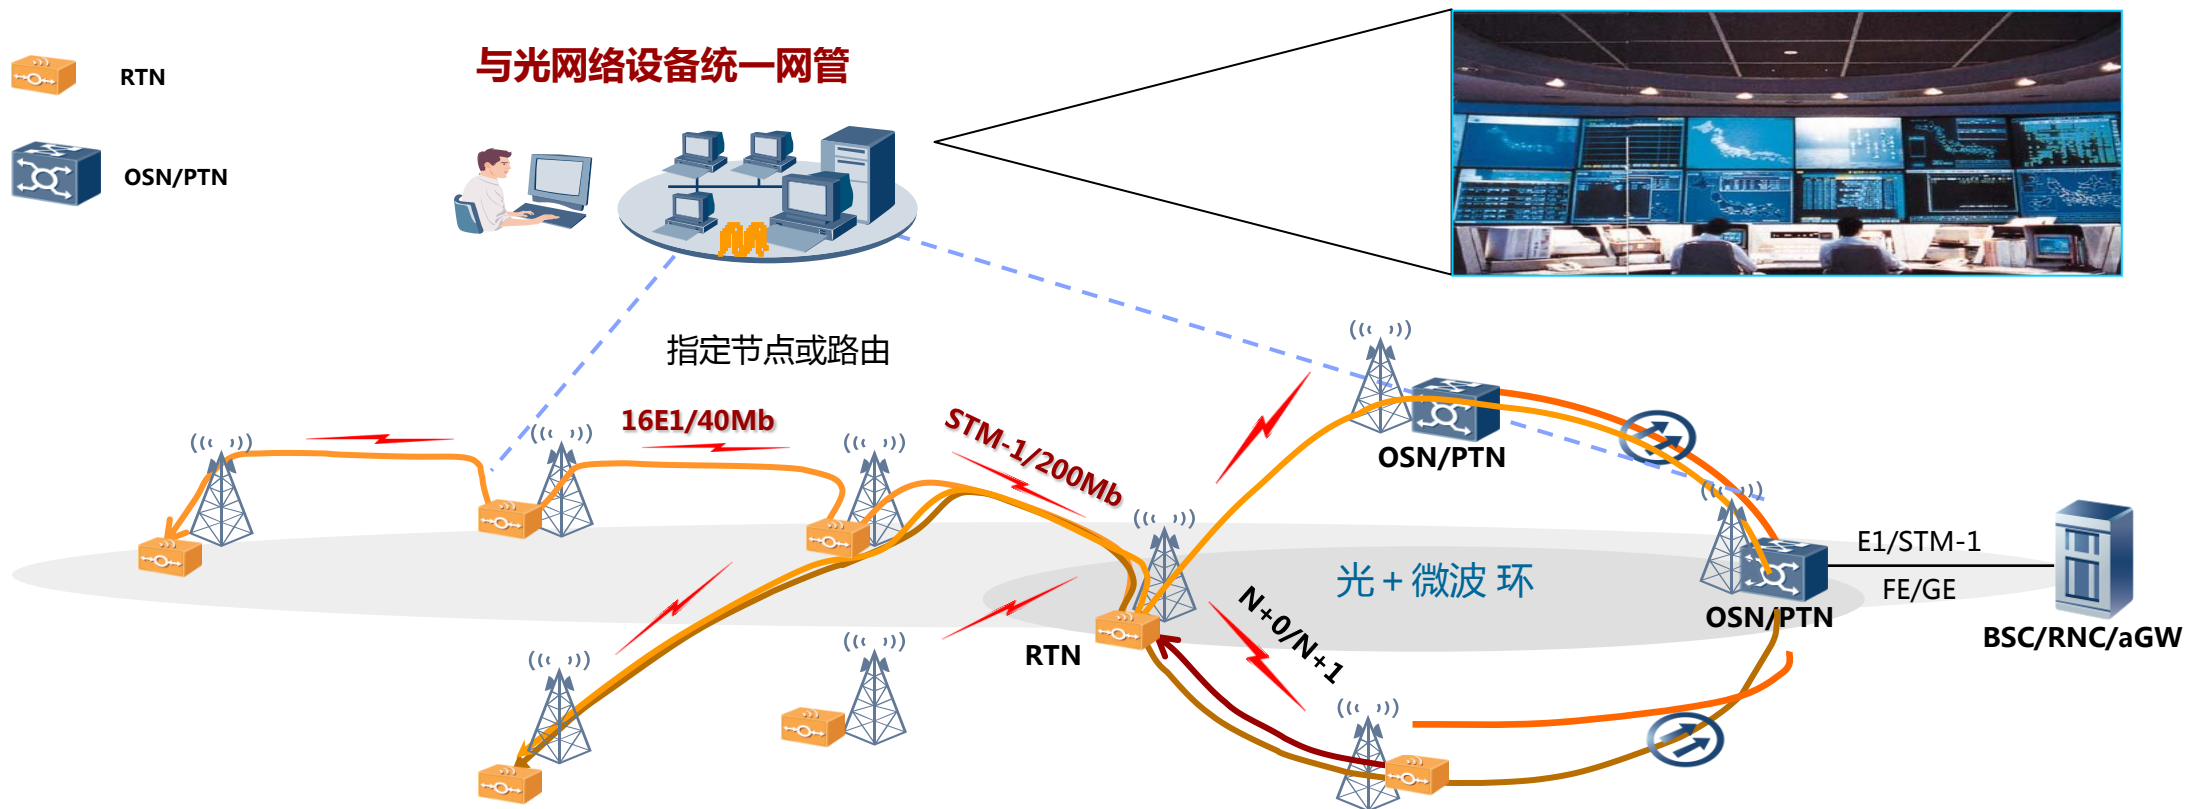 与光网络设备统一网管
RTN
OSN/PTN
指定节点或路由
16E1/40Mb
STM-1/200Mb
OSN/PTN
E1/STM-1
光+微波 环
FE/GE
N+0/N+1
OSN/PTN
BSC/RNC/aGW
RTN